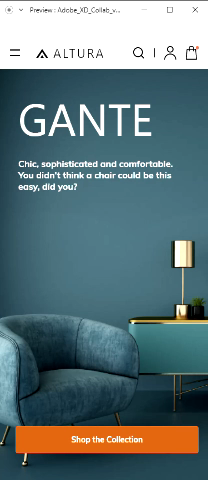 Preview : Adobe_XD_Collab_v...
ALTURA
GANTE
Chic, sophisticated and comfortable.
You didn't think a chair could be this
easy, did you?
Shop the Collection